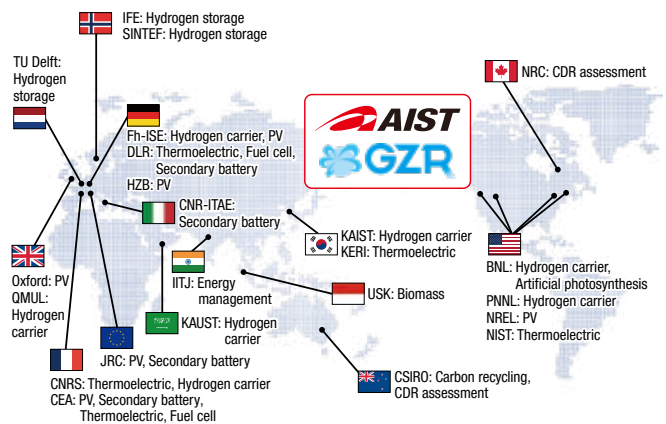 IFE: Hydrogen storage
SINTEF: Hydrogen storage
TU Delft:
Hydrogen
storage
Fh-ISE: Hydrogen carrier, PV
DLR: Thermoelectric, Fuel cell,
Secondary battery
HZB: PV
AIST
GZR
NRC: CDR assessment
CNR-ITAE:
Secondary battery
Oxford: PV
QMUL:
Hydrogen
carrier
IITJ: Energy
management
KAUST: Hydrogen
carrier
KAIST: Hydrogen carrier
KERI: Thermoelectric
USK: Biomass
BNL: Hydrogen carrier,
Artificial photosynthesis
PNNL: Hydrogen carrier
NREL: PV
NIST: Thermoelectric
JRC: PV, Secondary battery
CNRS: Thermoelectric, Hydrogen carrier
CEA: PV, Secondary battery,
Thermoelectric, Fuel cell
CSIRO: Carbon recycling,
CDR assessment